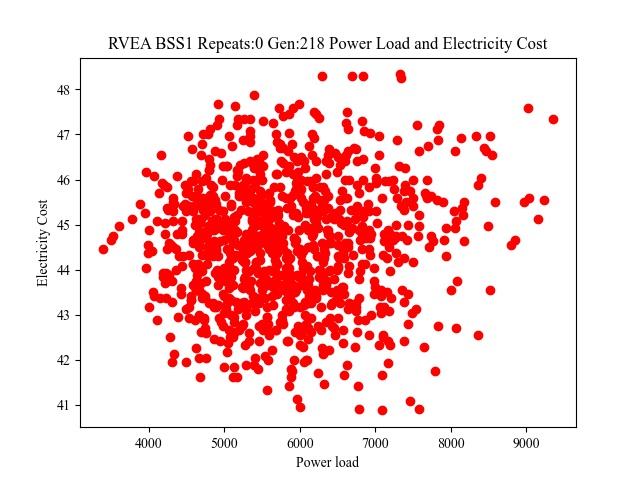 RVEA BSS1 Repeats:0 Gen:218 Power Load and Electricity Cost
48
47
46
45
44
43
42
41
Electricity Cost
4000 5000 6000 7000 8000 9000
Power load